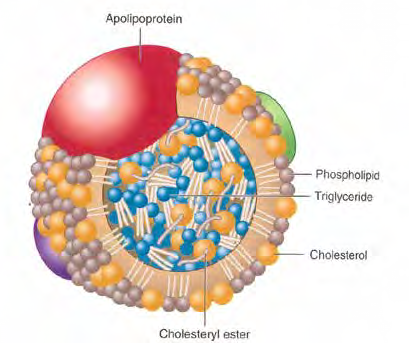 Apolipoprotein
Phospholipid
Triglyceride
Cholesterol
Cholesteryl ester